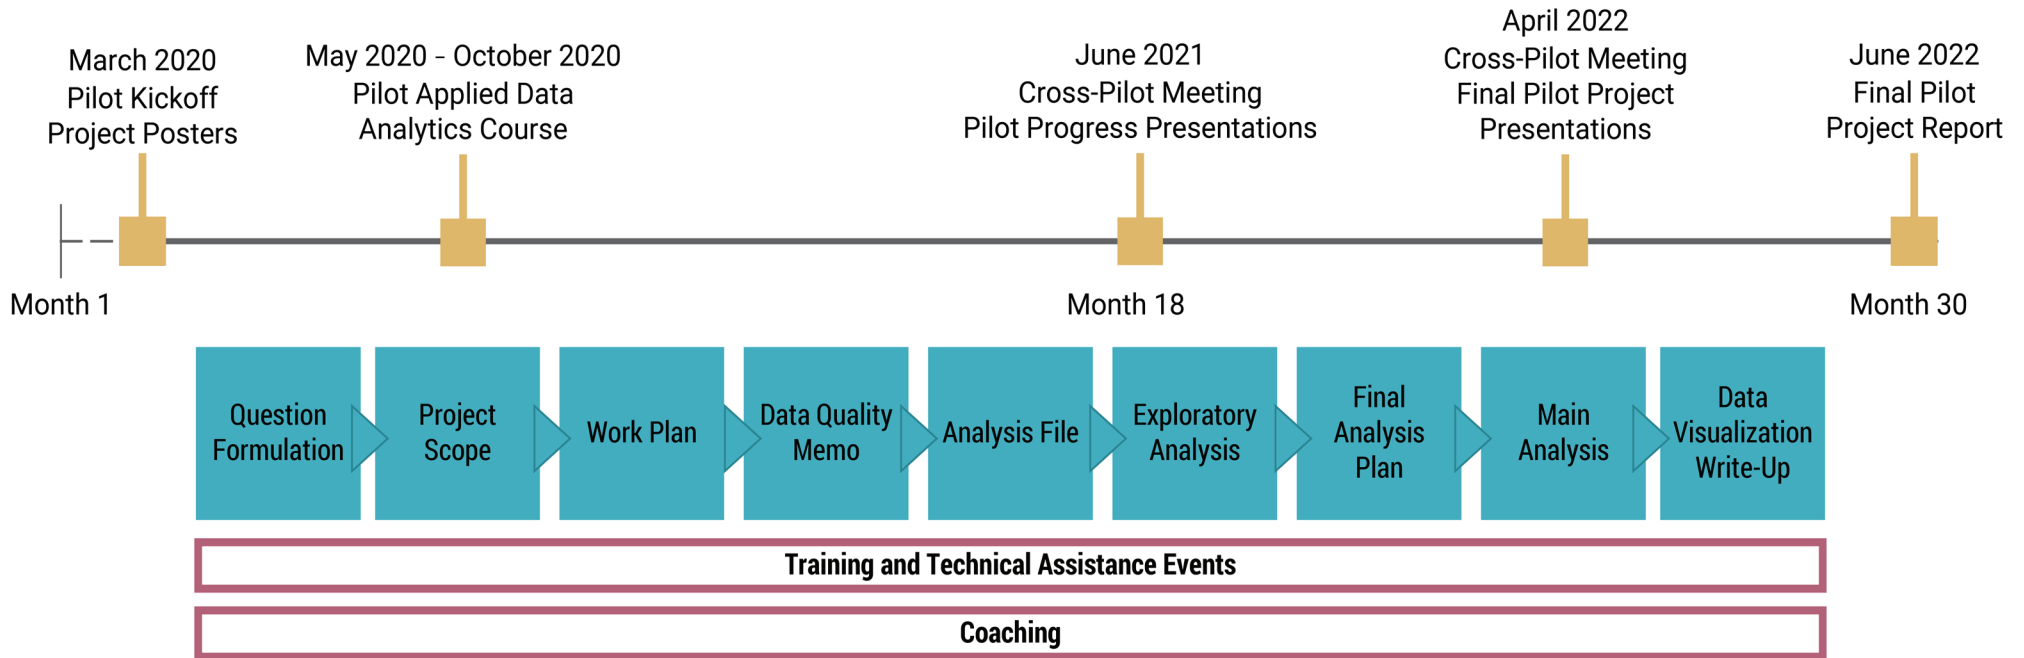 March 2020
Pilot Kickoff
Project Posters
May 2020 - October 2020
Pilot Applied Data
Analytics Course
June 2021
Cross-Pilot Meeting
Pilot Progress Presentations
April 2022
Cross-Pilot Meeting
Final Pilot Project
Presentations
June 2022
Final Pilot
Project Report
Month 1
Month 18
Month 30
Question
Formulation
Project
Scope
Work Plan
Data Quality
Memo
Analysis File
Exploratory
Analysis
Final
Analysis
Plan
Main
Analysis
Data
Visualization
Write-Up
Training and Technical Assistance Events
Coaching